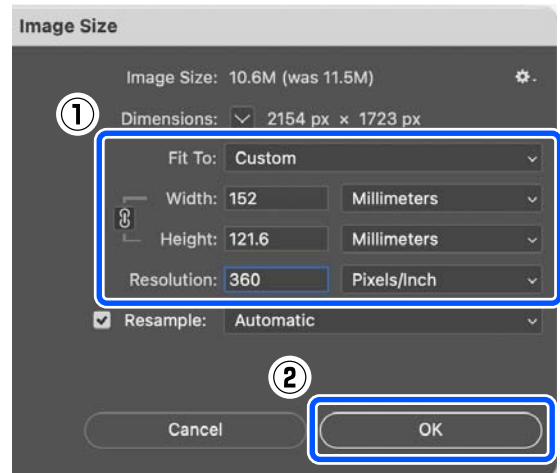 Image Size
Image Size: 10.6M (was 11.5M)
①
Dimensions: 2154 px × 1723 px
Fit To: Custom
Width: 152 Millimeters
Height: 121.6 Millimeters
Resolution: 360 Pixels/Inch
Resample: Automatic
②
Cancel OK